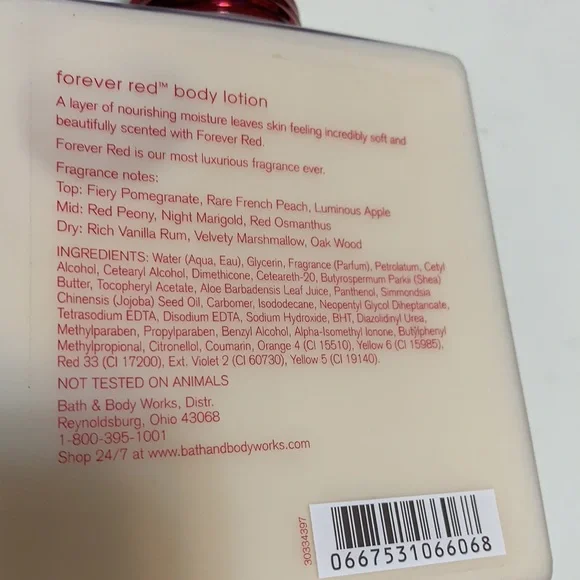 forever red™ body lotion
A layer of nourishing moisture leaves skin feeling incredibly soft and
beautifully scented with Forever Red.
Forever Red is our most luxurious fragrance ever.
Fragrance notes:
Top: Fiery Pomegranate, Rare French Peach, Luminous Apple
Mid: Red Peony, Night Marigold, Red Osmanthus
Dry: Rich Vanilla Rum, Velvety Marshmallow, Oak Wood
INGREDIENTS: Water (Aqua, Eau), Glycerin, Fragrance (Parfum), Petrolatum, Cetyl
Alcohol, Cetearyl Alcohol, Dimethicone, Ceteareth-20, Butyrospermum Parkii (Shea)
Butter, Tocopheryl Acetate, Aloe Barbadensis Leaf Juice, Panthenol, Simmondsia
Chinensis (Jojoba) Seed Oil, Carbomer, Isododecane, Neopentyl Glycol Diheptanoate,
Tetrasodium EDTA, Disodium EDTA, Sodium Hydroxide, BHT, Diazolidinyl Urea,
Methylparaben, Propylparaben, Benzyl Alcohol, Alpha-Isomethyl Ionone, Butylphenyl
Methylpropional, Citronellol, Coumarin, Orange 4 (CI 15510), Yellow 6 (CI 15985),
Red 33 (CI 17200), Ext. Violet 2 (CI 60730), Yellow 5 (CI 19140).
NOT TESTED ON ANIMALS
Bath & Body Works, Distr.
Reynoldsburg, Ohio 43068
1-800-395-1001
Shop 24/7 at www.bathandbodyworks.com
30334397
0667531066068